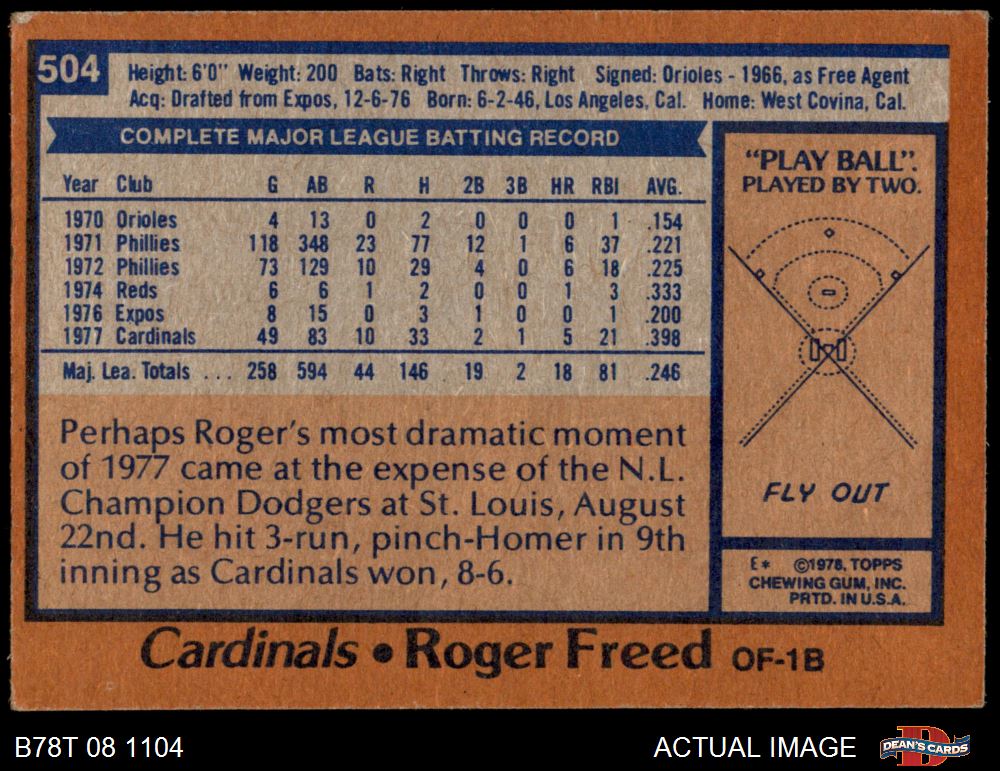 504
Height: 6'0" Weight: 200 Bats: Right Throws: Right Signed: Orioles - 1966, as Free Agent
Acq: Drafted from Expos, 12-6-76 Born: 6-2-46, Los Angeles, Cal. Home: West Covina, Cal.
COMPLETE MAJOR LEAGUE BATTING RECORD
Year Club G AB R H 2B 3B HR RBI AVG.
1970 Orioles 4 13 0 2 0 0 0 1 .154
1971 Phillies 118 348 23 77 12 1 6 37 .221
1972 Phillies 73 129 10 29 4 0 6 18 .225
1974 Reds 6 6 1 2 0 0 1 3 .333
1976 Expos 8 15 0 3 1 0 0 1 .200
1977 Cardinals 49 83 10 33 2 1 5 21 .398
Maj. Lea. Totals ... 258 594 44 146 19 2 18 81 .246
Perhaps Roger's most dramatic moment
of 1977 came at the expense of the N.L.
Champion Dodgers at St. Louis, August
22nd. He hit 3-run, pinch-Homer in 9th
inning as Cardinals won, 8-6.
"PLAY BALL".
PLAYED BY TWO.
FLY OUT
E* ©1978, TOPPS
CHEWING GUM, INC.
PRTD. IN U.S.A.
Cardinals • Roger Freed OF-1B
B78T 08 1104
ACTUAL IMAGE
D
DEAN'S CARDS